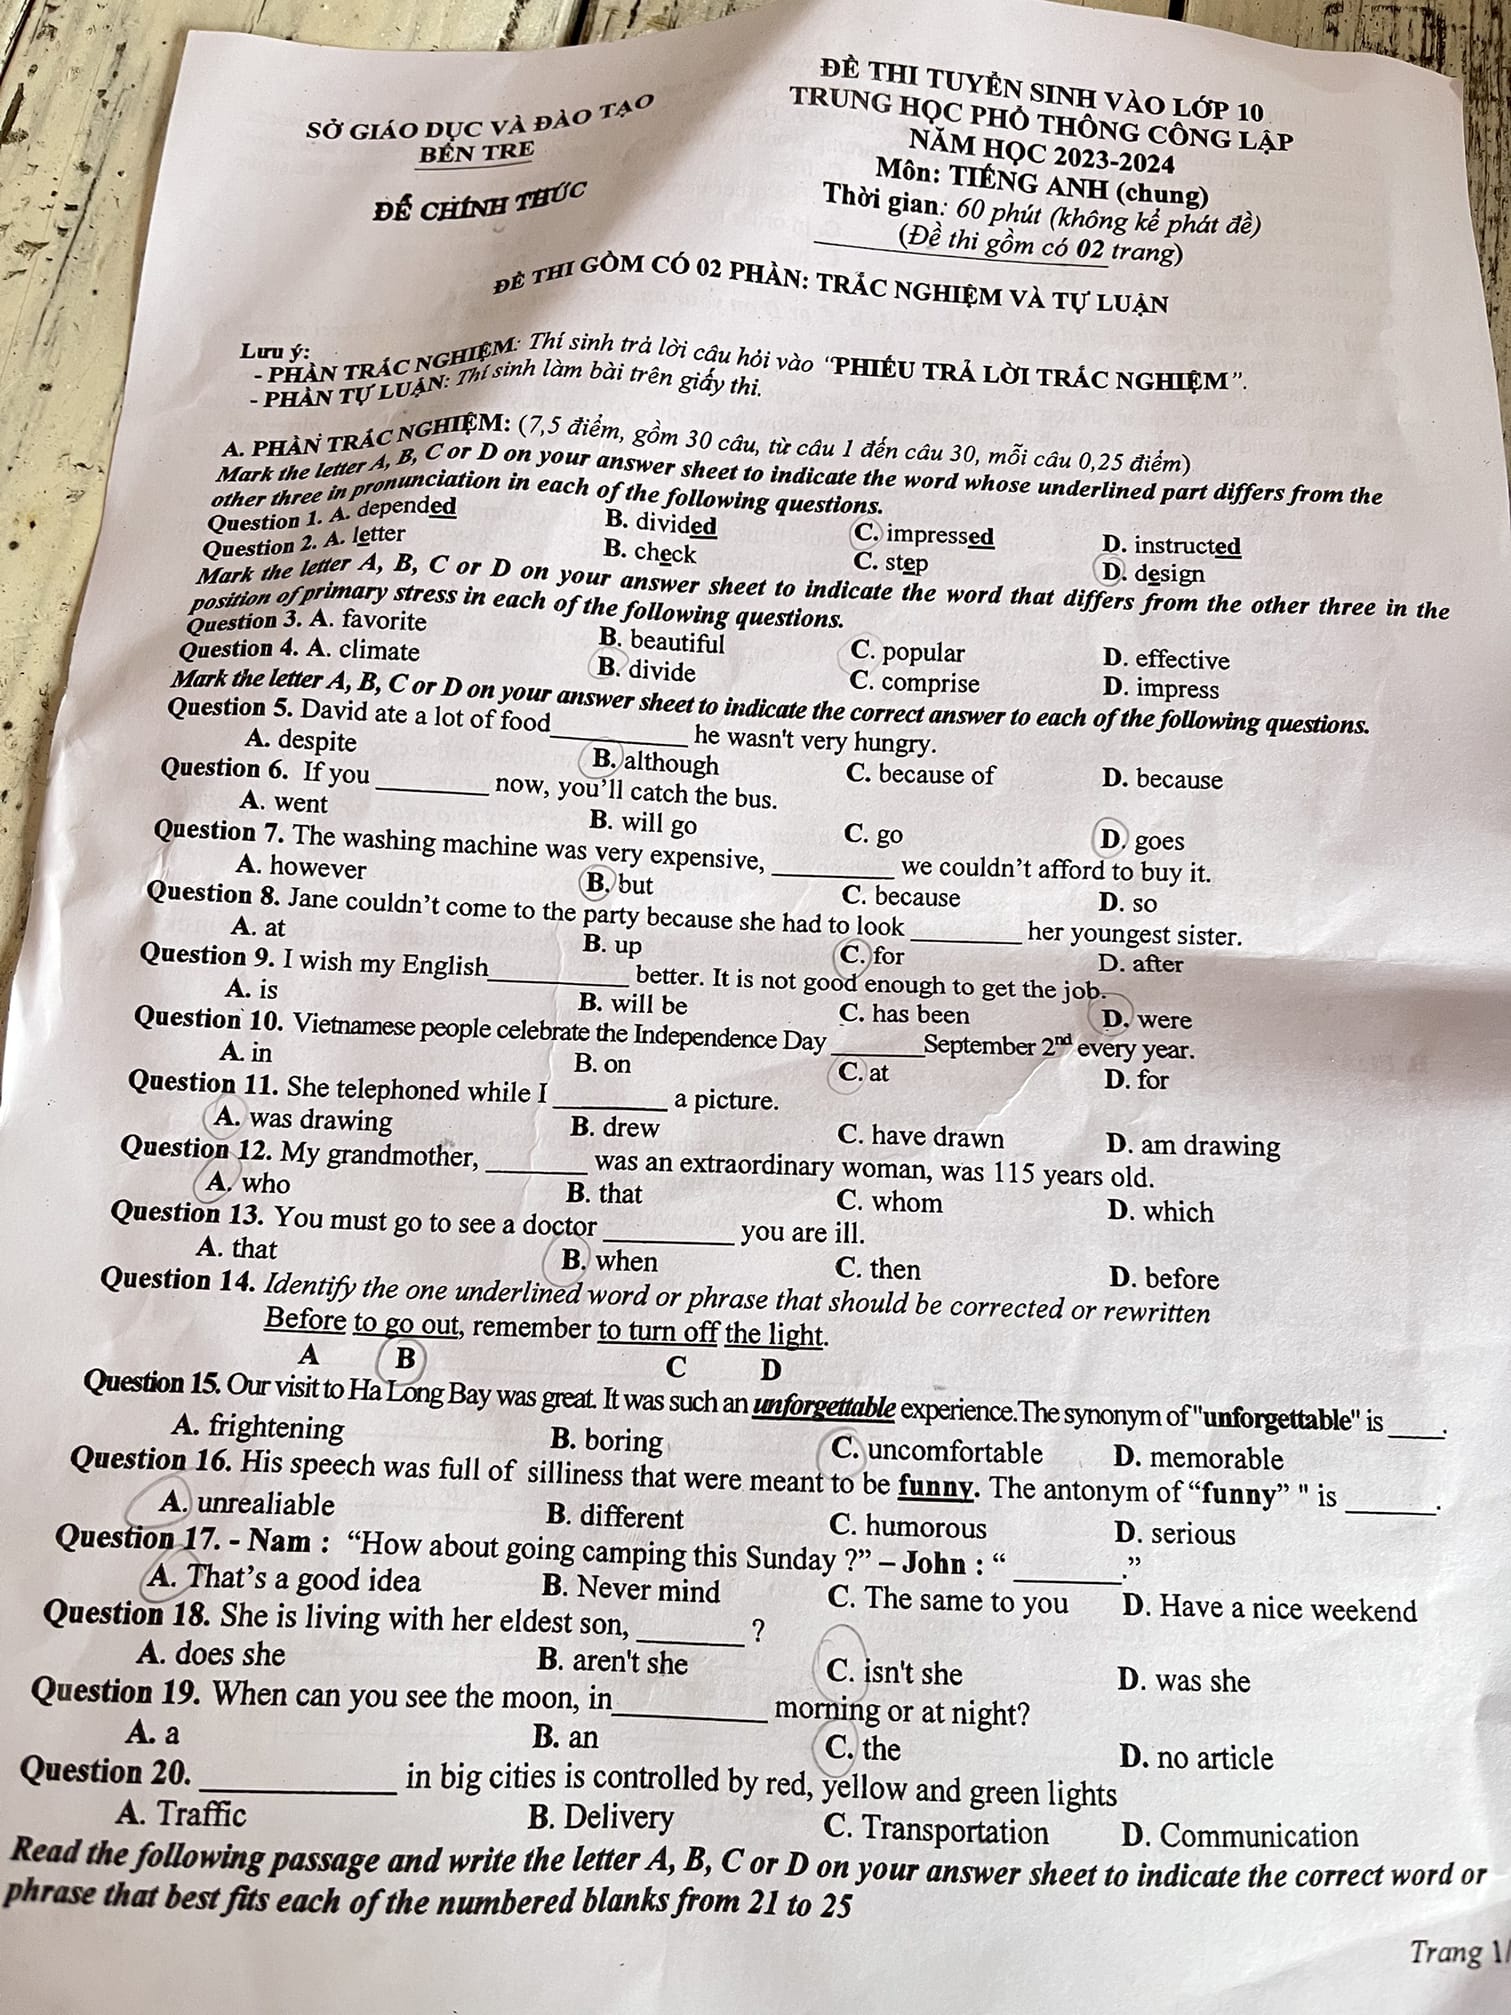 SỞ GIÁO DỤC VÀ ĐÀO TẠO
BẾN TRE
ĐỀ CHÍNH THỨC
ĐỀ THI TUYỂN SINH VÀO LỚP 10
TRUNG HỌC PHỔ THÔNG CÔNG LẬP
NĂM HỌC 2023-2024
Môn: TIẾNG ANH (chung)
Thời gian: 60 phút (không kể phát đề)
(Đề thi gồm có 02 trang)
ĐỀ THI GỒM CÓ 02 PHẦN: TRẮC NGHIỆM VÀ TỰ LUẬN
Lưu ý:
- PHẦN TRẮC NGHIỆM: Thí sinh trả lời câu hỏi vào “PHIẾU TRẢ LỜI TRẮC NGHIỆM”.
- PHẦN TỰ LUẬN: Thí sinh làm bài trên giấy thi.
A. PHẦN TRẮC NGHIỆM: (7,5 điểm, gồm 30 câu, từ câu 1 đến câu 30, mỗi câu 0,25 điểm)
Mark the letter A, B, C or D on your answer sheet to indicate the word whose underlined part differs from the
other three in pronunciation in each of the following questions.
Question 1. A. depended B. divided C. impressed D. instructed
Question 2. A. letter B. check C. step D. design
Mark the letter A, B, C or D on your answer sheet to indicate the word that differs from the other three in the
position of primary stress in each of the following questions.
Question 3. A. favorite B. beautiful C. popular D. effective
Question 4. A. climate B. divide C. comprise D. impress
Mark the letter A, B, C or D on your answer sheet to indicate the correct answer to each of the following questions.
Question 5. David ate a lot of food__________ he wasn't very hungry.
A. despite B. although C. because of D. because
Question 6. If you ________ now, you’ll catch the bus.
A. went B. will go C. go D. goes
Question 7. The washing machine was very expensive, _________ we couldn’t afford to buy it.
A. however B. but C. because D. so
Question 8. Jane couldn’t come to the party because she had to look ________ her youngest sister.
A. at B. up C. for D. after
Question 9. I wish my English__________ better. It is not good enough to get the job.
A. is B. will be C. has been D. were
Question 10. Vietnamese people celebrate the Independence Day _______September 2nd every year.
A. in B. on C. at D. for
Question 11. She telephoned while I ________ a picture.
A. was drawing B. drew C. have drawn D. am drawing
Question 12. My grandmother, _______ was an extraordinary woman, was 115 years old.
A. who B. that C. whom D. which
Question 13. You must go to see a doctor _________ you are ill.
A. that B. when C. then D. before
Question 14. Identify the one underlined word or phrase that should be corrected or rewritten
Before to go out, remember to turn off the light.
A B C D
Question 15. Our visit to Ha Long Bay was great. It was such an unforgettable experience.The synonym of "unforgettable" is____.
A. frightening B. boring C. uncomfortable D. memorable
Question 16. His speech was full of silliness that were meant to be funny. The antonym of “funny” " is ______.
A. unrealiable B. different C. humorous D. serious
Question 17. - Nam : “How about going camping this Sunday ?” – John : “ _______.”
A. That’s a good idea B. Never mind C. The same to you D. Have a nice weekend
Question 18. She is living with her eldest son, _______ ?
A. does she B. aren't she C. isn't she D. was she
Question 19. When can you see the moon, in__________ morning or at night?
A. a B. an C. the D. no article
Question 20. ____________ in big cities is controlled by red, yellow and green lights
A. Traffic B. Delivery C. Transportation D. Communication
Read the following passage and write the letter A, B, C or D on your answer sheet to indicate the correct word or
phrase that best fits each of the numbered blanks from 21 to 25
Trang 1/